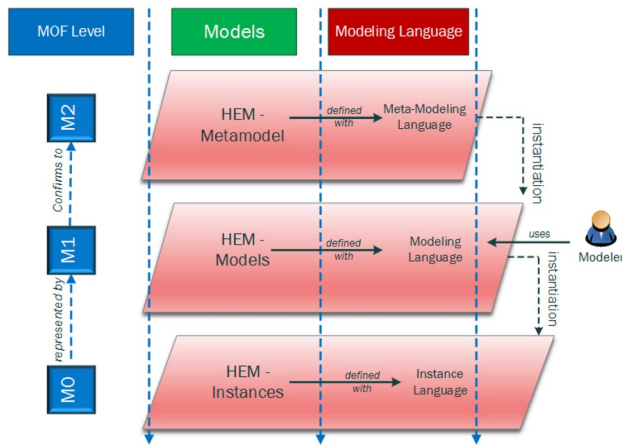 MOF Level
Models
Modeling Language
M2
HEM -
Metamodel
defined
with
Meta-Modeling
Language
instantiation
Confirms to
M1
HEM -
Models
defined
with
Modeling
Language
uses
Modeler
instantiation
represented by
M0
HEM -
Instances
defined
with
Instance
Language